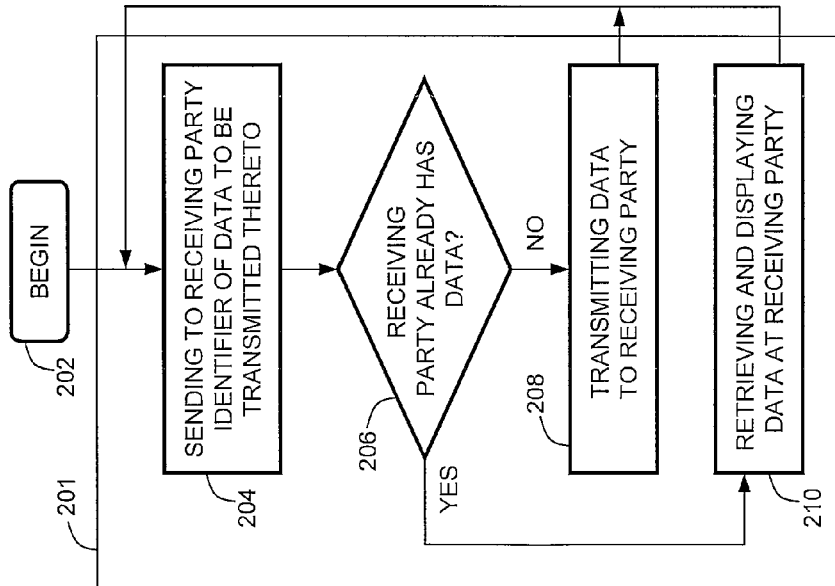 BEGIN
202
201
SENDING TO RECEIVING PARTY
IDENTIFIER OF DATA TO BE
TRANSMITTED THERETO
204
RECEIVING
PARTY ALREADY HAS
DATA?
206
YES
NO
TRANSMITTING DATA
TO RECEIVING PARTY
208
RETRIEVING AND DISPLAYING
DATA AT RECEIVING PARTY
210